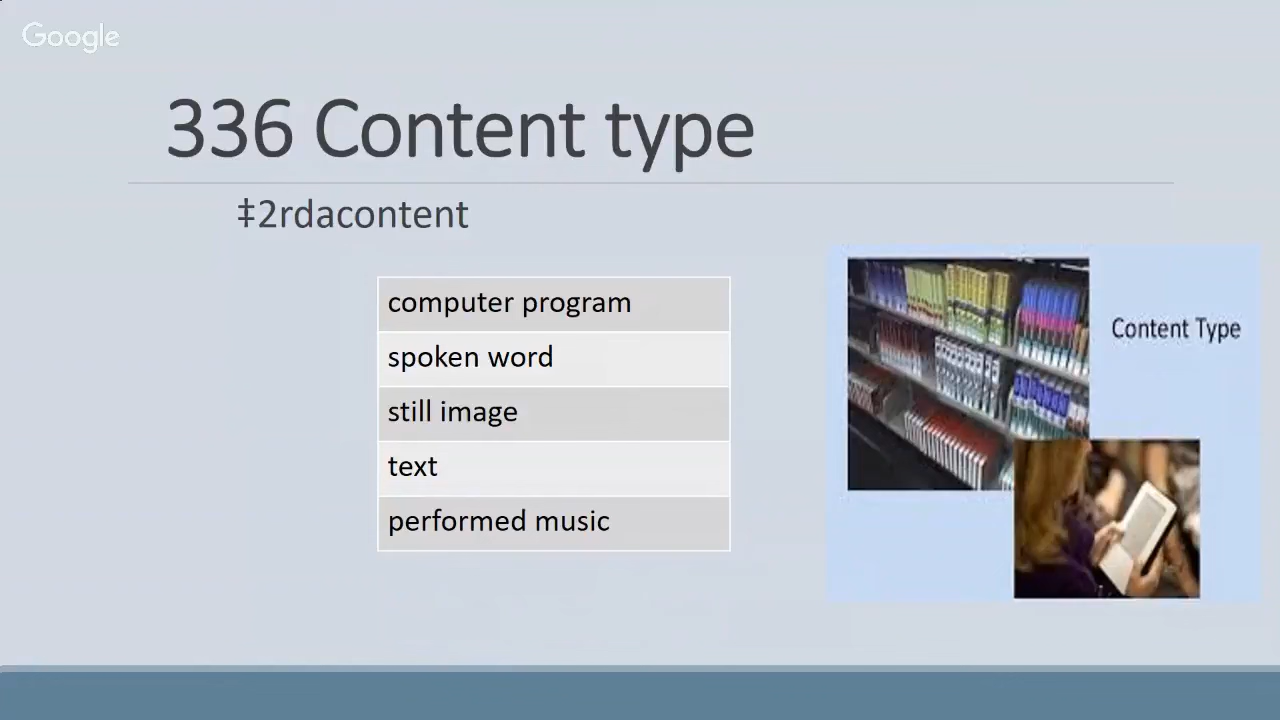 Google
336 Content type
‡2rdacontent
computer program
spoken word
still image
text
performed music
Content Type